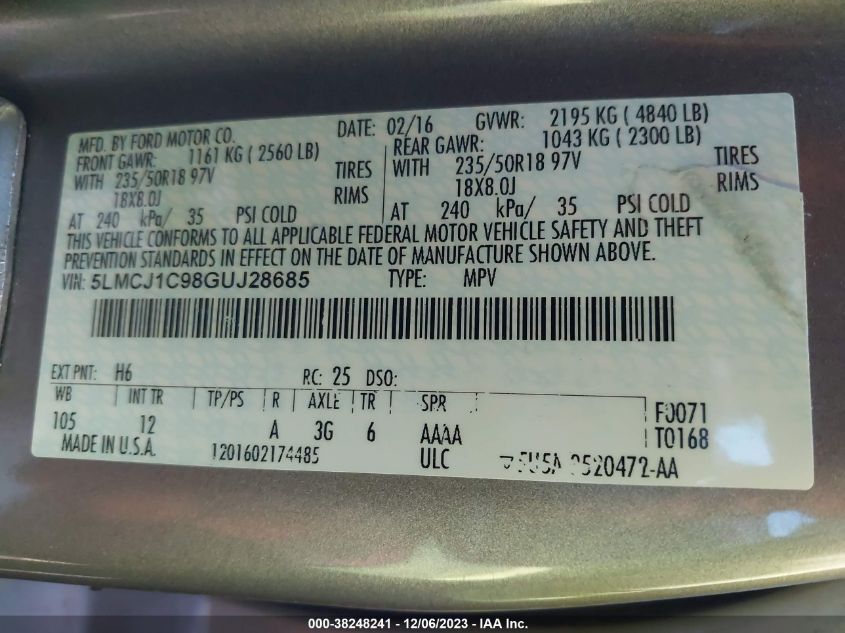 MFD. BY FORD MOTOR CO. DATE: 02/16 GVWR: 2195 KG ( 4840 LB)
FRONT GAWR: 1161 KG ( 2560 LB) REAR GAWR: 1043 KG ( 2300 LB)
WITH 235/50R18 97V TIRES WITH 235/50R18 97V TIRES
18X8.0J RIMS 18X8.0J RIMS
AT 240 kPa/ 35 PSI COLD AT 240 kPa/ 35 PSI COLD
THIS VEHICLE CONFORMS TO ALL APPLICABLE FEDERAL MOTOR VEHICLE SAFETY AND THEFT
PREVENTION STANDARDS IN EFFECT ON THE DATE OF MANUFACTURE SHOWN ABOVE.
VIN: 5LMCJ1C98GUJ28685 TYPE: MPV
EXT PNT: H6 RC: 25 DSO:
WB INT TR TP/PS R AXLE TR SPR F0071
105 12 A 3G 6 AAAA T0168
MADE IN U.S.A. 1201602174485 ULC 3520472-AA
000-38248241 - 12/06/2023 - IAA Inc.